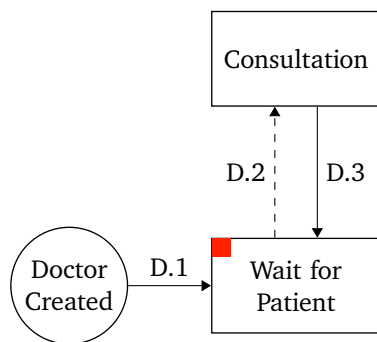 Consultation
D.2
D.3
Doctor
Created
D.1
Wait for
Patient